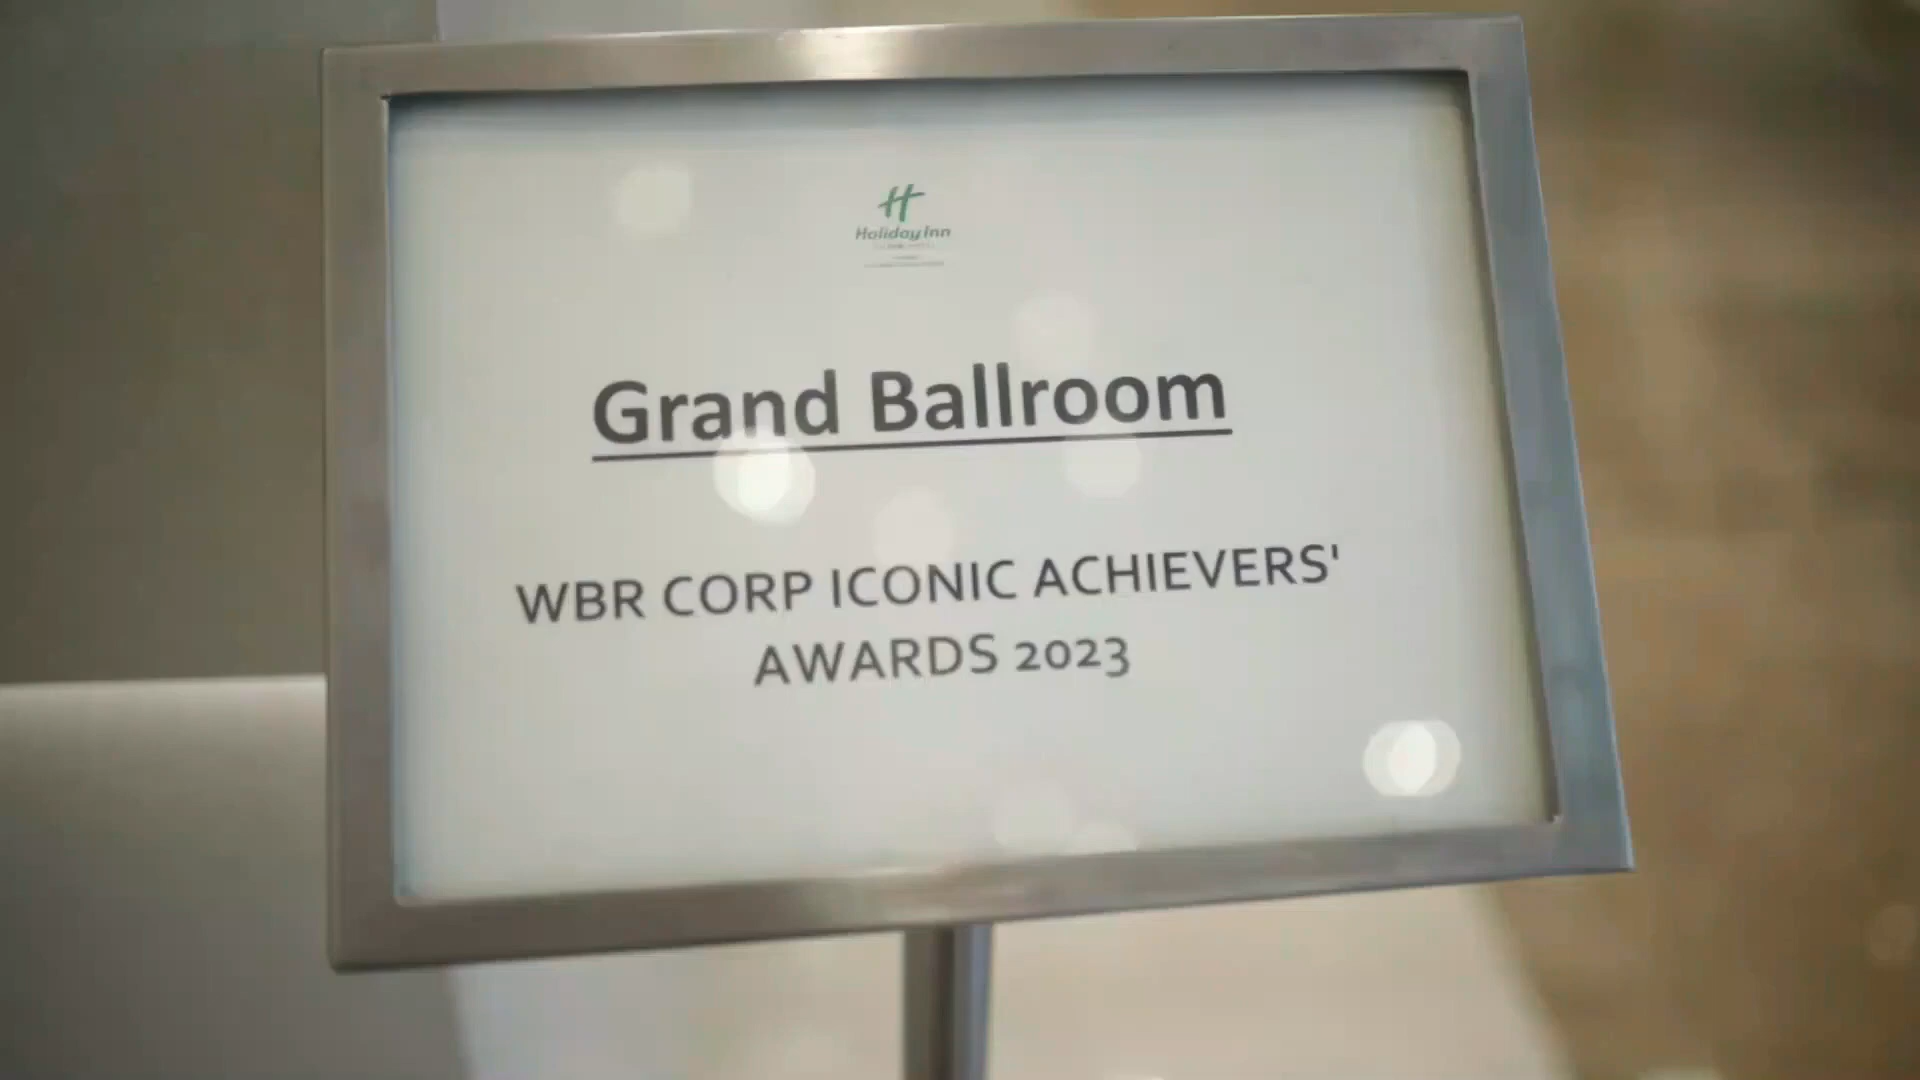 H
Holiday Inn
Grand Ballroom
WBR CORP ICONIC ACHIEVERS'
AWARDS 2023